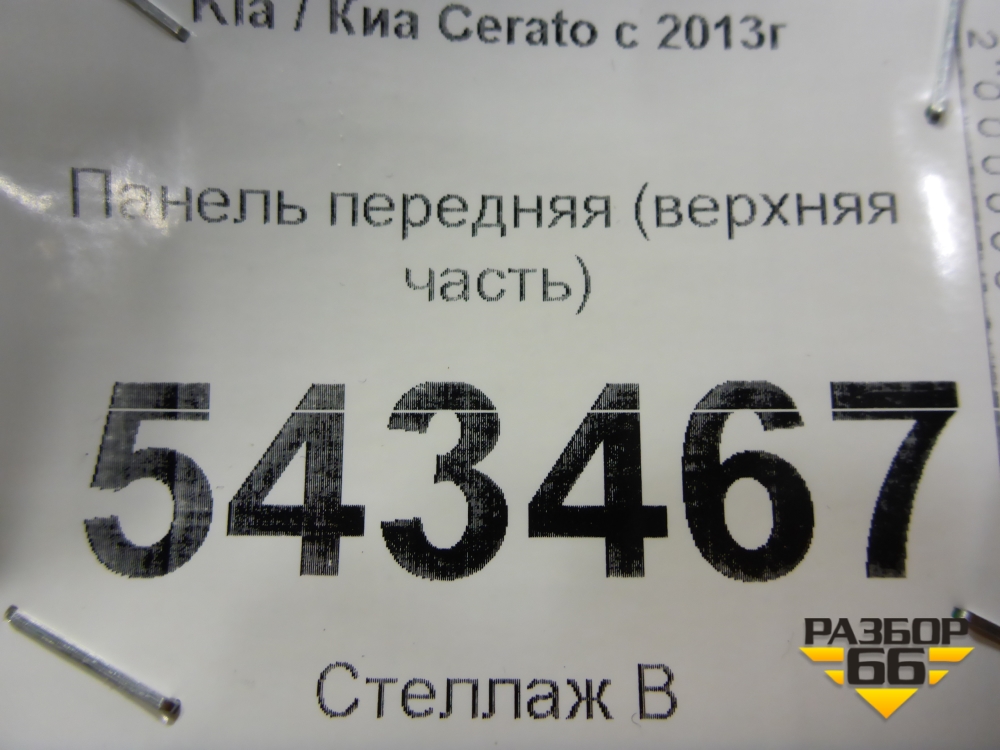 Kia / Киа Cerato с 2013г
Панель передняя (верхняя
часть)
543467
Стеллаж В
РАЗБОР
66